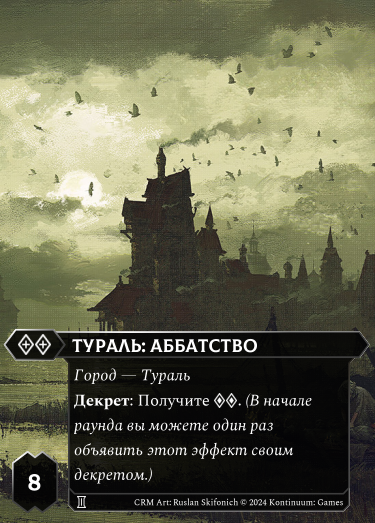 ТУРАЛЬ: АББАТСТВО
Город — Тураль
Декрет: Получите . (В начале
раунда вы можете один раз
объявить этот эффект своим
декретом.)
8
CRM Art: Ruslan Skifonich © 2024 Kontinuum: Games